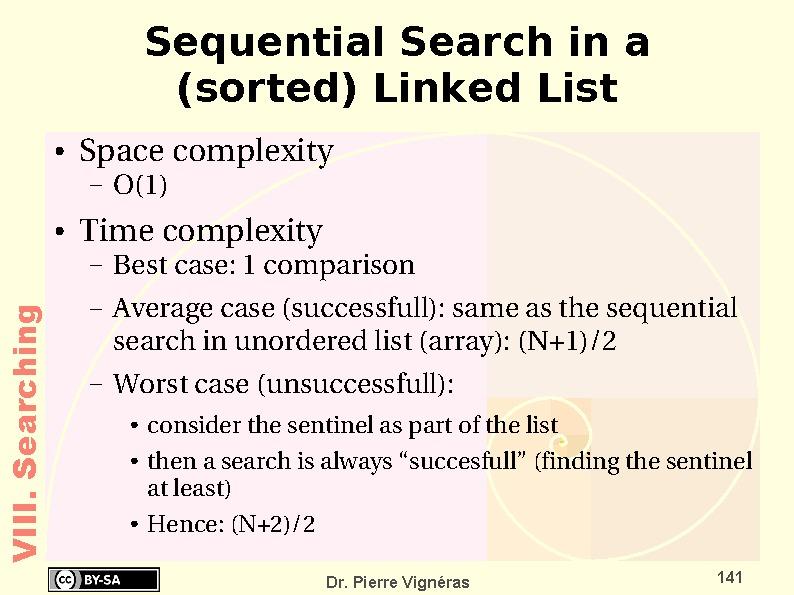 Sequential Search in a
(sorted) Linked List
• Space complexity
– O(1)
• Time complexity
– Best case: 1 comparison
– Average case (successfull): same as the sequential
search in unordered list (array): (N+1)/2
– Worst case (unsuccessfull):
• consider the sentinel as part of the list
• then a search is always “succesfull” (finding the sentinel
at least)
• Hence: (N+2)/2
VIII. Searching
cc BY-SA
Dr. Pierre Vignéras
141